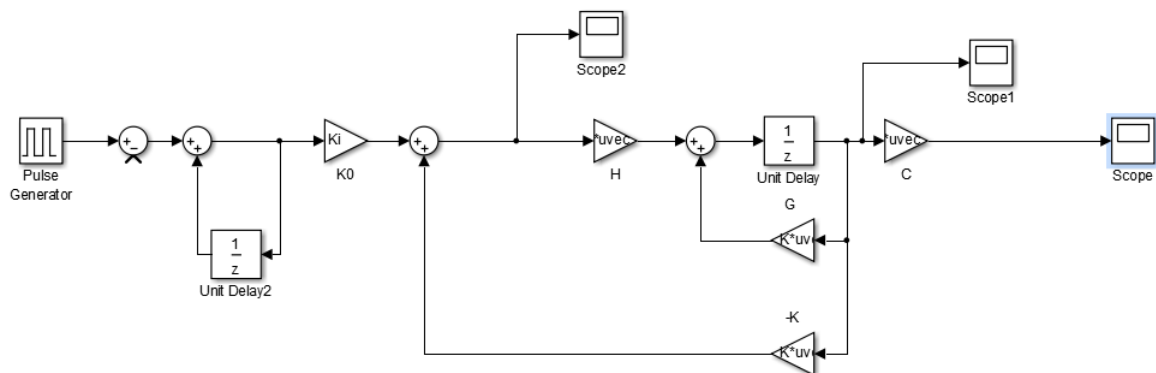 Scope2
Scope1
Pulse
Generator
+
-
+
+
Ki
K0
+
+
*uvec
H
+
+
1
z
Unit Delay
*uvec
C
Scope
G
K*uv
1
z
Unit Delay2
-K
K*uv